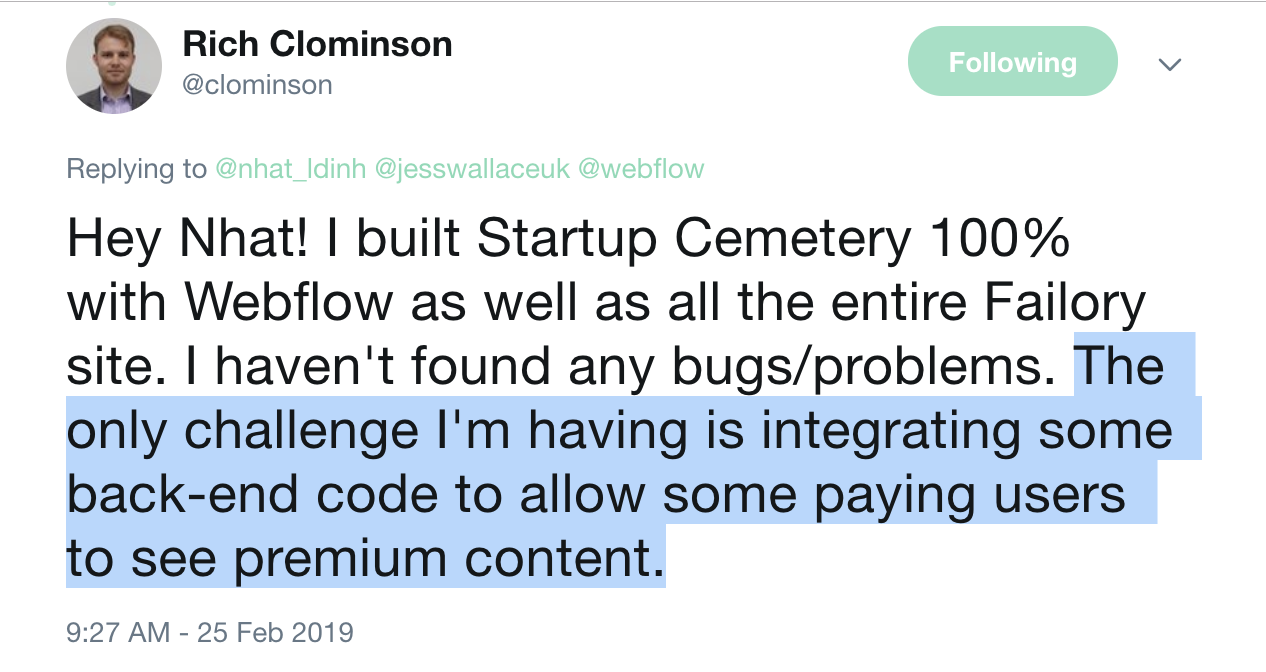 Rich Clominson
@clominson
Following
Replying to @nhat_ldinh @jesswallaceuk @webflow
Hey Nhat! I built Startup Cemetery 100%
with Webflow as well as all the entire Failory
site. I haven't found any bugs/problems. The
only challenge I'm having is integrating some
back-end code to allow some paying users
to see premium content.
9:27 AM - 25 Feb 2019